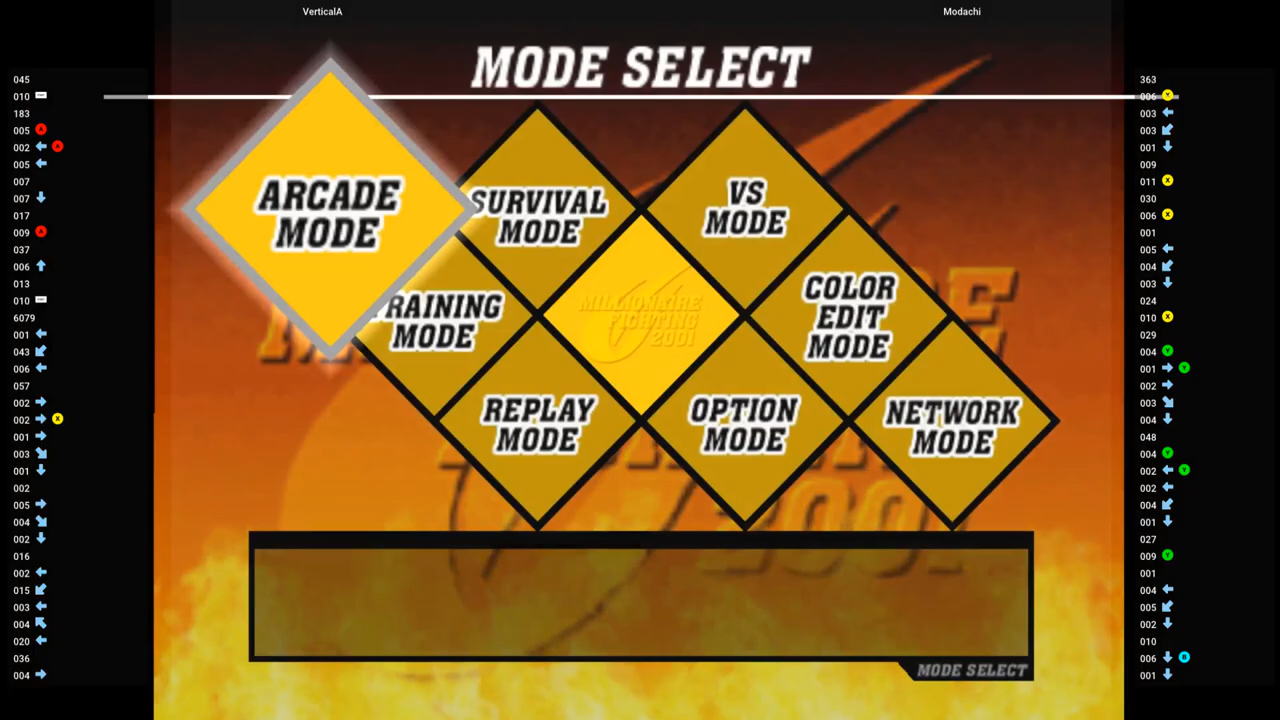 VerticalA
Modachi
MODE SELECT
ARCADE
MODE
SURVIVAL
MODE
VS
MODE
TRAINING
MODE
MILLIONAIRE
FIGHTING
2001
COLOR
EDIT
MODE
REPLAY
MODE
OPTION
MODE
NETWORK
MODE
MODE SELECT
045
010
183
005 A
002 A
005
007
007
017
009 A
037
006
013
010
6079
001
043
006
057
002
002 X
001
003
001
002
005
004
002
016
002
015
003
004
020
036
004
363
006 Y
003
003
001
009
011 X
030
006 X
001
005
004
003
024
010 X
029
004 Y
001 Y
002
003
004
048
004 Y
002 Y
002
004
001
027
009 Y
001
004
005
002
010
006 B
001